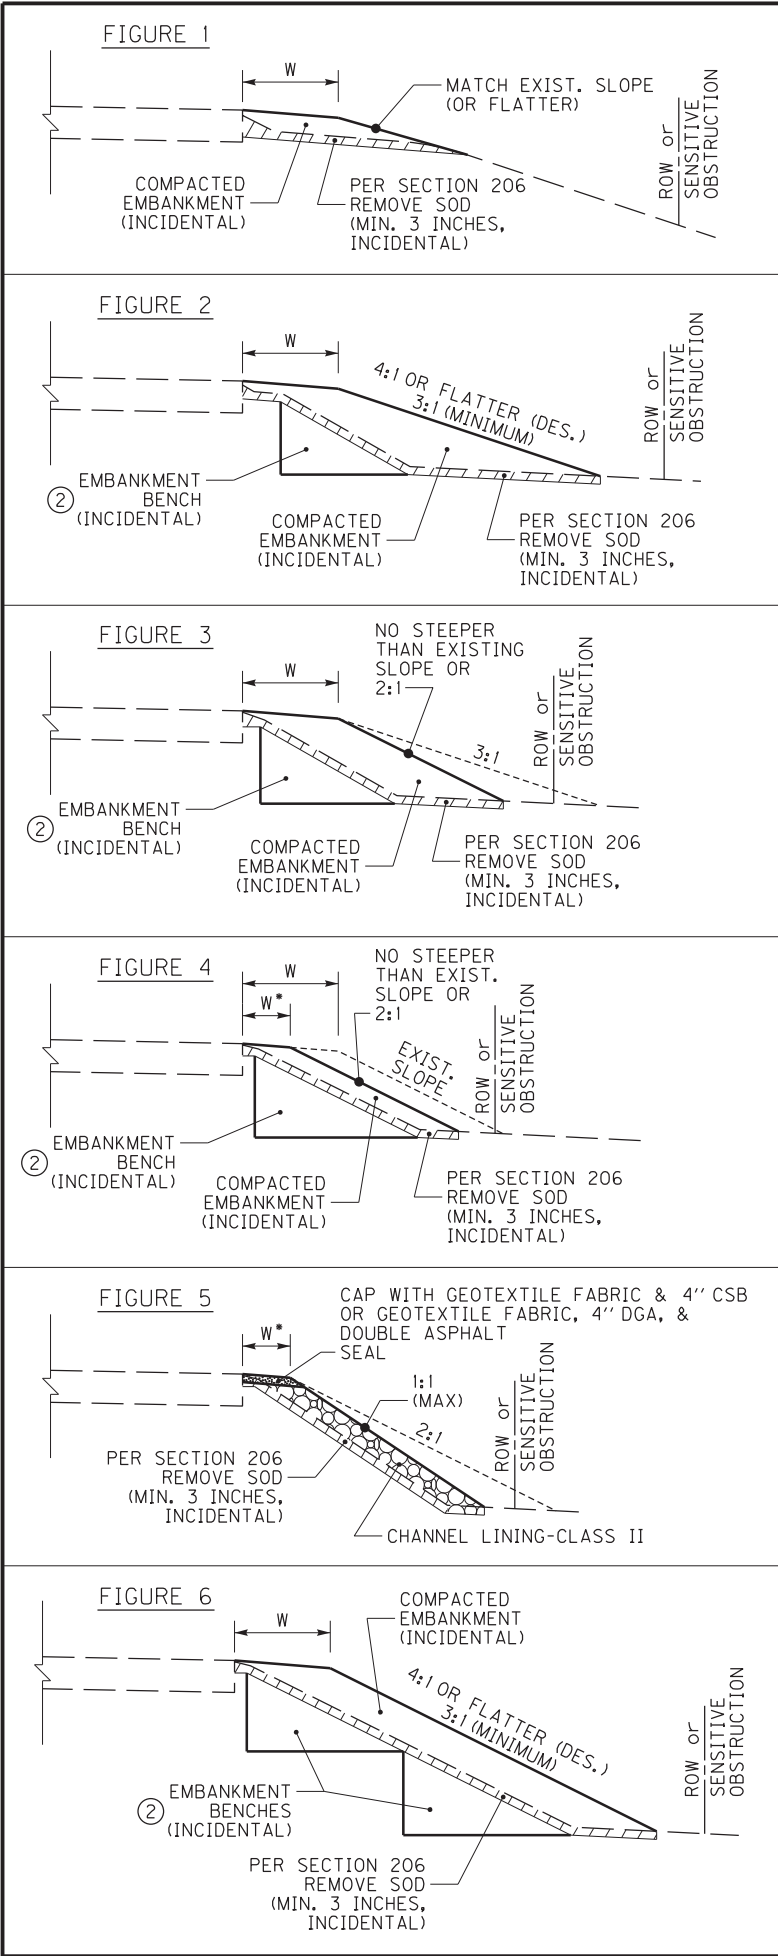 FIGURE 1
W
MATCH EXIST. SLOPE
(OR FLATTER)
ROW or
SENSITIVE
OBSTRUCTION
COMPACTED
EMBANKMENT
(INCIDENTAL)
PER SECTION 206
REMOVE SOD
(MIN. 3 INCHES,
INCIDENTAL)
FIGURE 2
W
4:1 OR FLATTER (DES.)
3:1 (MINIMUM)
ROW or
SENSITIVE
OBSTRUCTION
2
EMBANKMENT
BENCH
(INCIDENTAL)
COMPACTED
EMBANKMENT
(INCIDENTAL)
PER SECTION 206
REMOVE SOD
(MIN. 3 INCHES,
INCIDENTAL)
FIGURE 3
W
NO STEEPER
THAN EXISTING
SLOPE OR
2:1
3:1
ROW or
SENSITIVE
OBSTRUCTION
2
EMBANKMENT
BENCH
(INCIDENTAL)
COMPACTED
EMBANKMENT
(INCIDENTAL)
PER SECTION 206
REMOVE SOD
(MIN. 3 INCHES,
INCIDENTAL)
FIGURE 4
W
W*
NO STEEPER
THAN EXIST.
SLOPE OR
2:1
EXIST.
SLOPE
ROW or
SENSITIVE
OBSTRUCTION
2
EMBANKMENT
BENCH
(INCIDENTAL)
COMPACTED
EMBANKMENT
(INCIDENTAL)
PER SECTION 206
REMOVE SOD
(MIN. 3 INCHES,
INCIDENTAL)
FIGURE 5
W*
CAP WITH GEOTEXTILE FABRIC & 4'' CSB
OR GEOTEXTILE FABRIC, 4'' DGA, &
DOUBLE ASPHALT
SEAL
1:1
(MAX)
2:1
ROW or
SENSITIVE
OBSTRUCTION
PER SECTION 206
REMOVE SOD
(MIN. 3 INCHES,
INCIDENTAL)
CHANNEL LINING-CLASS II
FIGURE 6
W
COMPACTED
EMBANKMENT
(INCIDENTAL)
4:1 OR FLATTER (DES.)
3:1 (MINIMUM)
ROW or
SENSITIVE
OBSTRUCTION
2
EMBANKMENT
BENCHES
(INCIDENTAL)
PER SECTION 206
REMOVE SOD
(MIN. 3 INCHES,
INCIDENTAL)